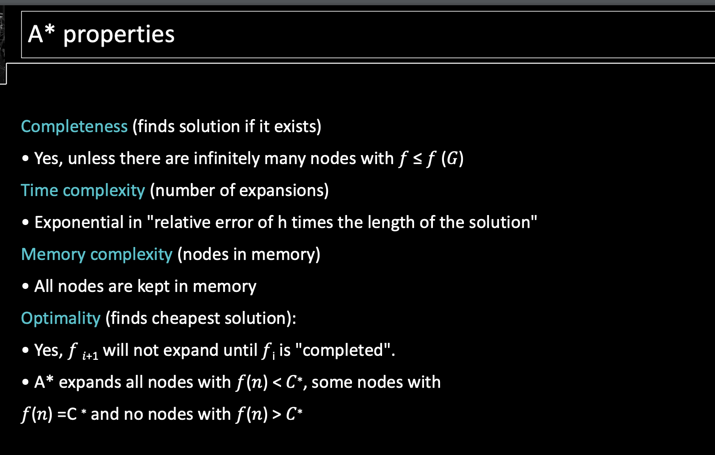 A* properties
Completeness (finds solution if it exists)
• Yes, unless there are infinitely many nodes with f ≤ f (G)
Time complexity (number of expansions)
• Exponential in "relative error of h times the length of the solution"
Memory complexity (nodes in memory)
• All nodes are kept in memory
Optimality (finds cheapest solution):
• Yes, f i+1 will not expand until f i is "completed".
• A* expands all nodes with f(n) < C*, some nodes with
f(n) =C * and no nodes with f(n) > C*